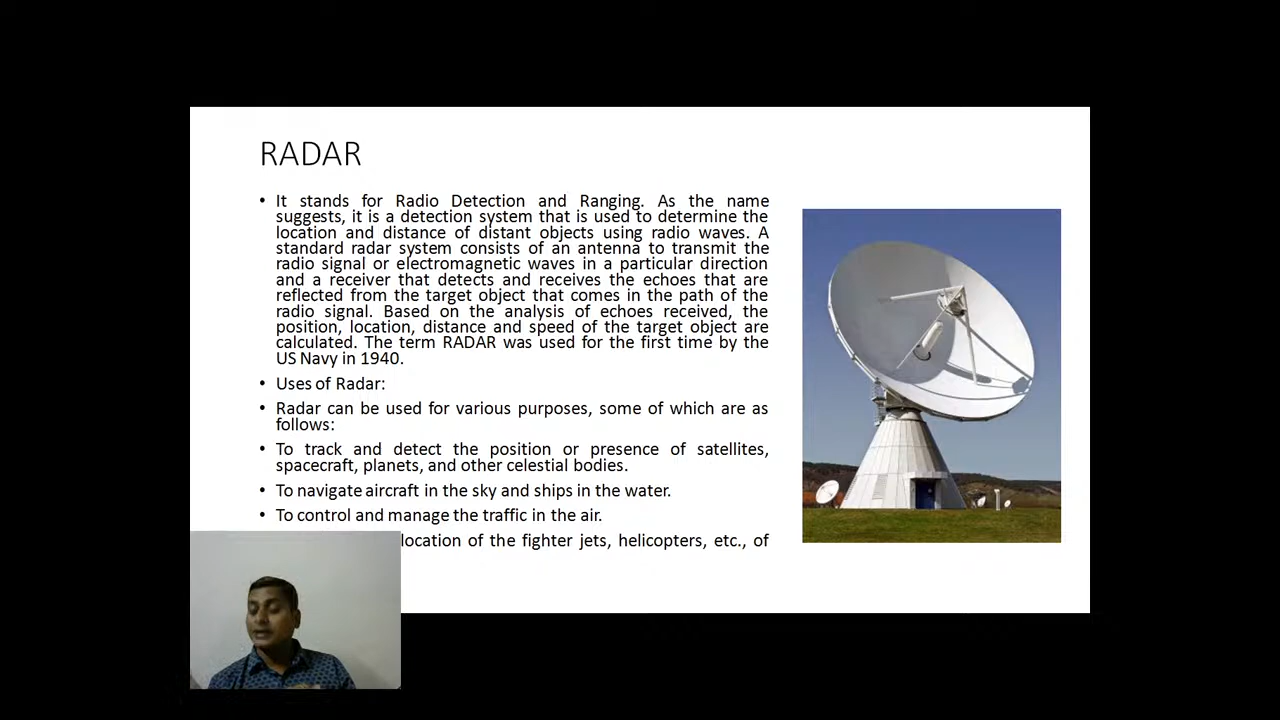 RADAR
• It stands for Radio Detection and Ranging. As the name
suggests, it is a detection system that is used to determine the
location and distance of distant objects using radio waves. A
standard radar system consists of an antenna to transmit the
radio signal or electromagnetic waves in a particular direction
and a receiver that detects and receives the echoes that are
reflected from the target object that comes in the path of the
radio signal. Based on the analysis of echoes received, the
position, location, distance and speed of the target object are
calculated. The term RADAR was used for the first time by the
US Navy in 1940.
• Uses of Radar:
• Radar can be used for various purposes, some of which are as
follows:
• To track and detect the position or presence of satellites,
spacecraft, planets, and other celestial bodies.
• To navigate aircraft in the sky and ships in the water.
• To control and manage the traffic in the air.
location of the fighter jets, helicopters, etc., of